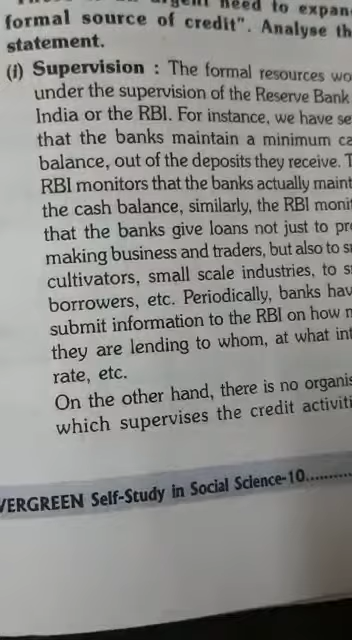 need to expan
formal source of credit". Analyse th
statement.
(i) Supervision : The formal resources wo
under the supervision of the Reserve Bank
India or the RBI. For instance, we have se
that the banks maintain a minimum ca
balance, out of the deposits they receive. T
RBI monitors that the banks actually maint
the cash balance, similarly, the RBI monit
that the banks give loans not just to pro
making business and traders, but also to s
cultivators, small scale industries, to s
borrowers, etc. Periodically, banks hav
submit information to the RBI on how m
they are lending to whom, at what int
rate, etc.
On the other hand, there is no organis
which supervises the credit activiti
VERGREEN Self-Study in Social Science-10...........